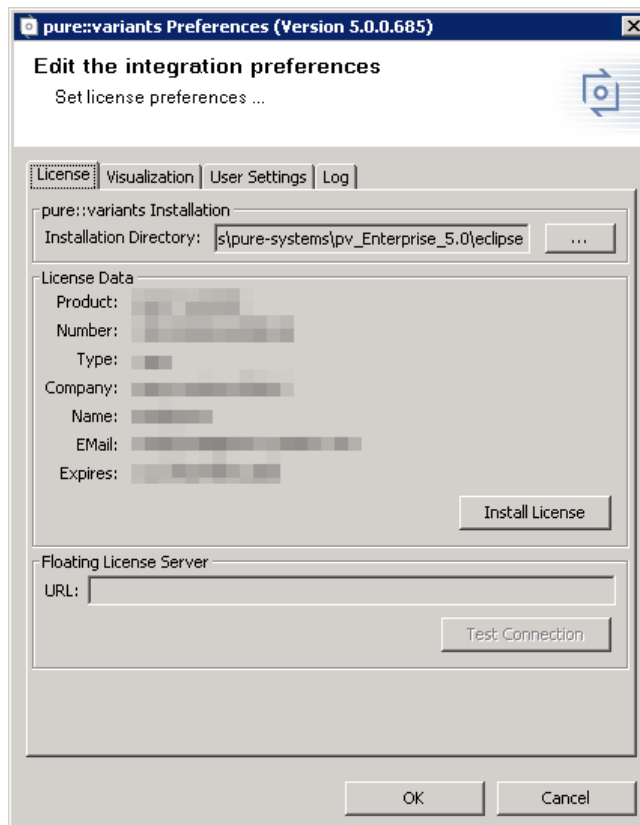 pure::variants Preferences (Version 5.0.0.685)
Edit the integration preferences
Set license preferences ...
License Visualization User Settings Log
pure::variants Installation
Installation Directory: s\pure-systems\pv_Enterprise_5.0\eclipse ...
License Data
Product:
Number:
Type:
Company:
Name:
EMail:
Expires:
Install License
Floating License Server
URL:
Test Connection
OK Cancel